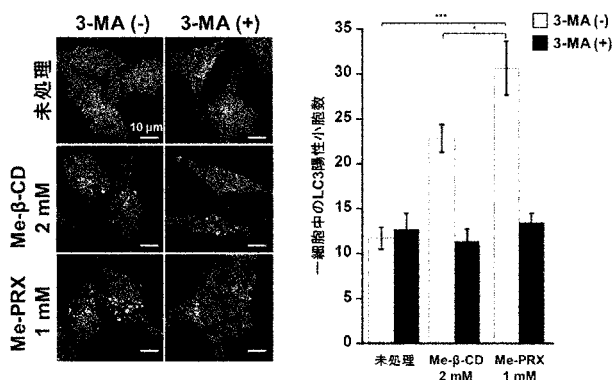 3-MA (-) 3-MA (+)
未処理
10 μm
Me-β-CD
2 mM
Me-PRX
1 mM
***
*
3-MA (-)
3-MA (+)
一細胞中のLC3陽性小胞数
35
30
25
20
15
10
5
0
未処理 Me-β-CD Me-PRX
2 mM 1 mM